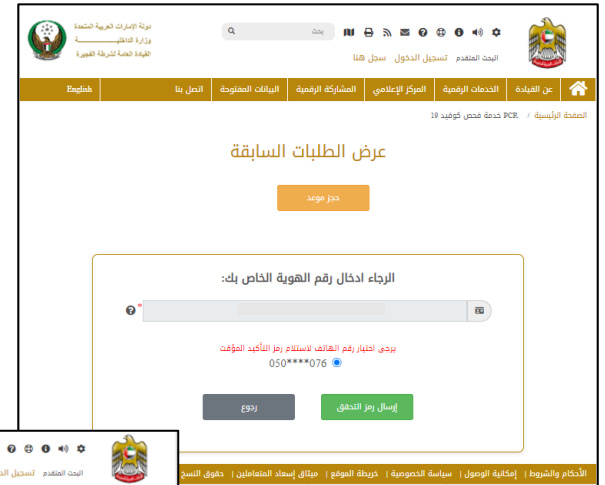 دولة الإمارات العربية المتحدة
وزارة الداخليـــــــــة
القيادة العامة لشرطة الفجيرة
بحث
البحث المتقدم تسجيل الدخول سجل هنا
عن القيادة الخدمات الرقمية المركز الإعلامي المشاركة الرقمية البيانات المفتوحة اتصل بنا English
الصفحة الرئيسية / PCR خدمة فحص كوفيد 19
عرض الطلبات السابقة
حجز موعد
الرجاء ادخال رقم الهوية الخاص بك:
*
يرجى اختيار رقم الهاتف لاستلام رمز التأكيد المؤقت
050****076
إرسال رمز التحقق رجوع
الأحكام والشروط | إمكانية الوصول | سياسة الخصوصية | خريطة الموقع | ميثاق إسعاد المتعاملين | حقوق النسخ
البحث المتقدم تسجيل